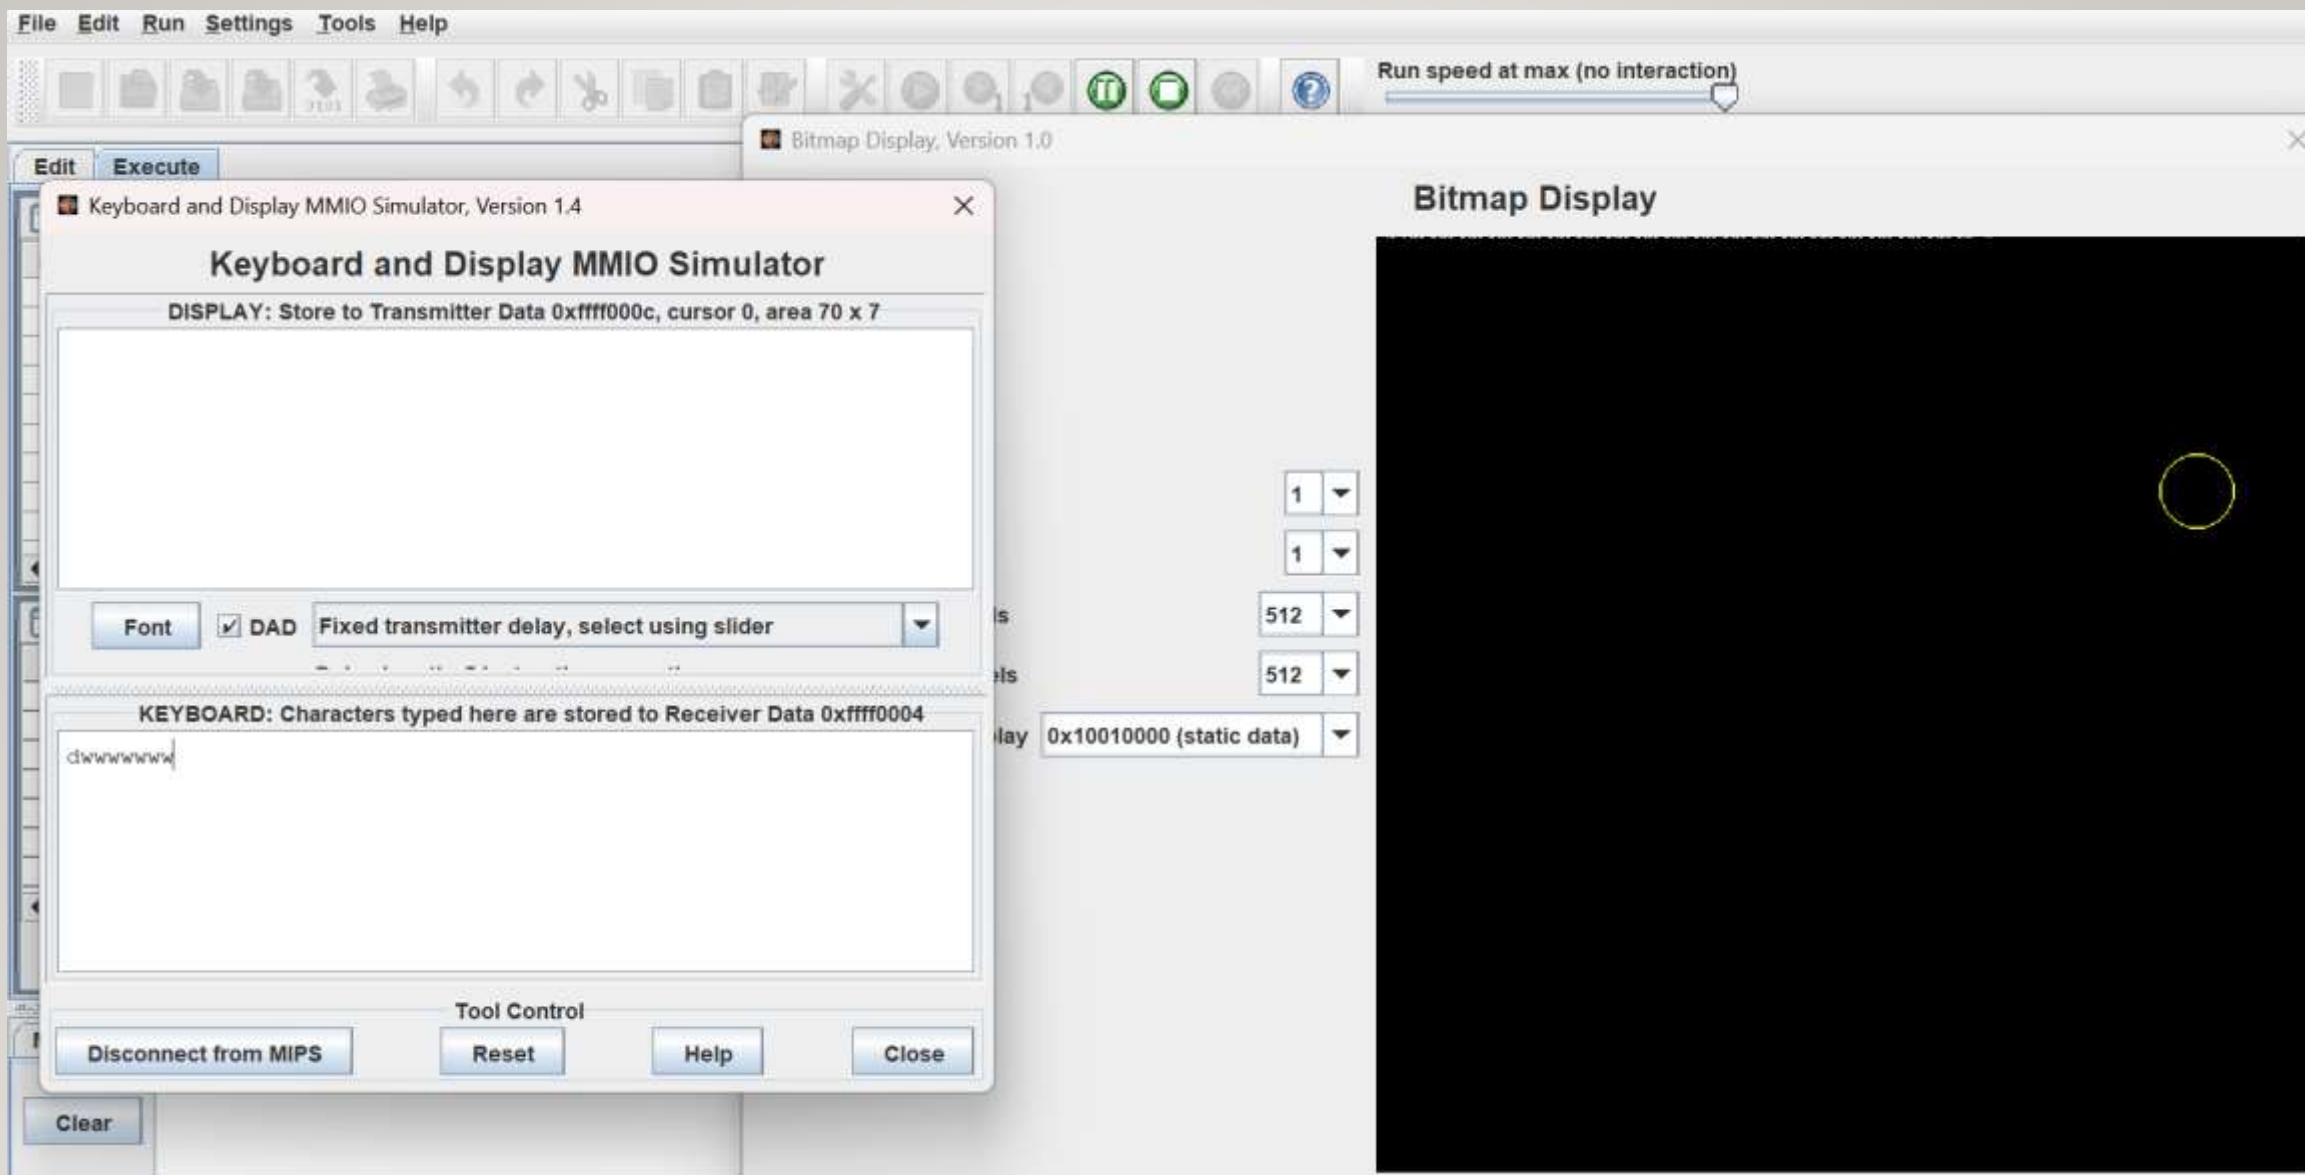 File Edit Run Settings Tools Help
Run speed at max (no interaction)
Bitmap Display, Version 1.0
Edit Execute
Bitmap Display
Keyboard and Display MMIO Simulator, Version 1.4
Keyboard and Display MMIO Simulator
DISPLAY: Store to Transmitter Data 0xffff000c, cursor 0, area 70 x 7
1
1
Font DAD Fixed transmitter delay, select using slider
512
512
KEYBOARD: Characters typed here are stored to Receiver Data 0xffff0004
0x10010000 (static data)
dwwwwwww
Tool Control
Disconnect from MIPS Reset Help Close
Clear